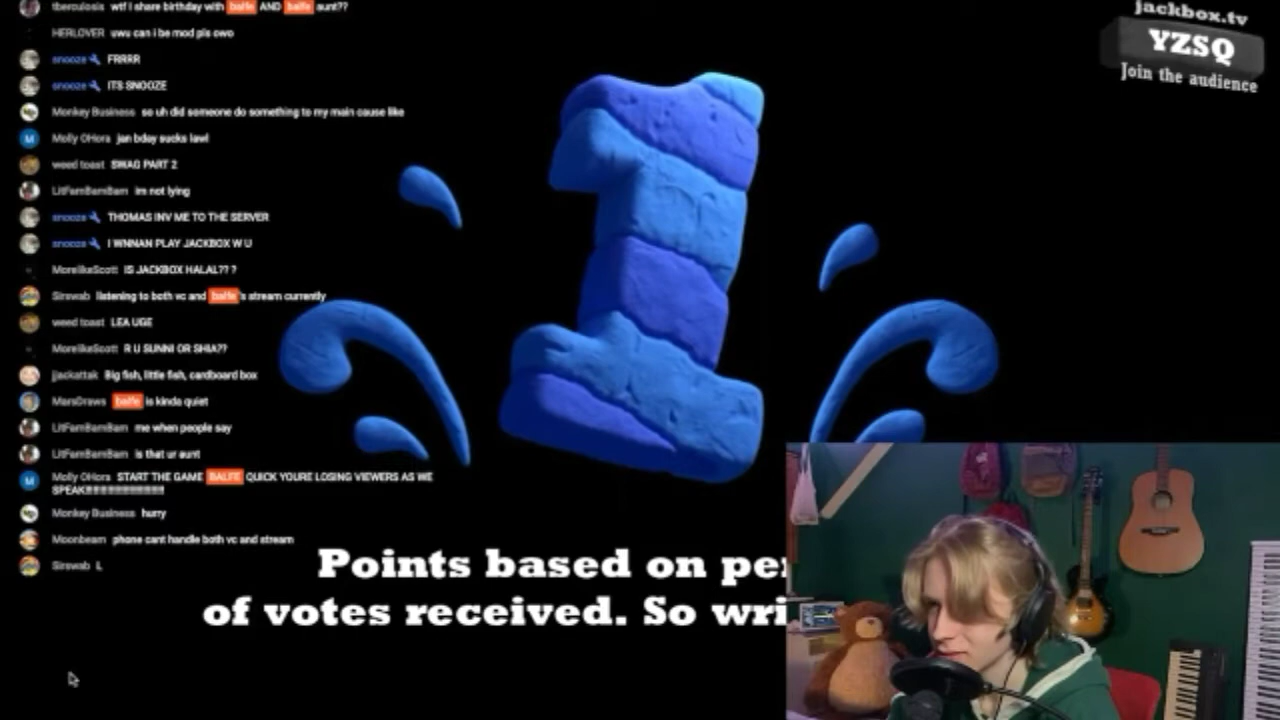 tberculosis wtf i share birthday with balfe AND balfe aunt??
HERLOVER uwu can i be mod pls owo
snooze FRRRR
snooze ITS SNOOZE
Monkey Business so uh did someone do something to my main cause like
M Molly OHora jan bday sucks lawl
weed toast SWAG PART 2
LitFamBamBam im not lying
snooze THOMAS INV ME TO THE SERVER
snooze I WNNAN PLAY JACKBOX W U
MorelikeScott IS JACKBOX HALAL?? ?
Sirswab listening to both vc and balfe's stream currently
weed toast LEA UGE
MorelikeScott R U SUNNI OR SHIA??
jjackattak Big fish, little fish, cardboard box
MarsDraws balfe is kinda quiet
LitFamBamBam me when people say
LitFamBamBam is that ur aunt
M Molly OHora START THE GAME BALFE QUICK YOURE LOSING VIEWERS AS WE
Monkey Business hurry
Moonbeam phone cant handle both vc and stream
Sirswab L
jackbox.tv
YZSQ
Join the audience
1
Points based on per
of votes received. So wri